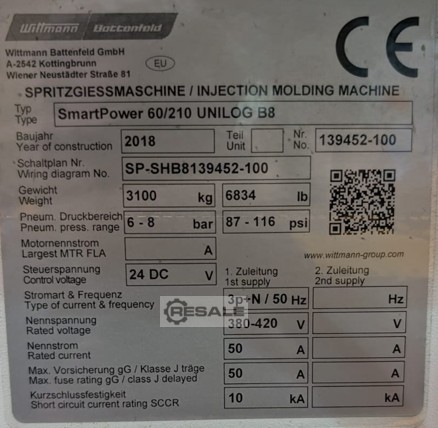 Wittmann Battenfeld
Wittmann Battenfeld GmbH
A-2542 Kottingbrunn
Wiener Neustädter Straße 81
EU
CE
SPRITZGIESSMASCHINE / INJECTION MOLDING MACHINE
Typ
Type
SmartPower 60/210 UNILOG B8
Baujahr
Year of construction
2018
Teil
Unit
Nr.
No.
139452-100
Schaltplan Nr.
Wiring diagram No.
SP-SHB8139452-100
Gewicht
Weight
3100 kg
6834 lb
Pneum. Druckbereich
Pneum. press. range
6 - 8 bar
87 - 116 psi
Motornennstrom
Largest MTR FLA
A
www.wittmann-group.com
Steuerspannung
Control voltage
24 DC V
1. Zuleitung
1st supply
2. Zuleitung
2nd supply
Stromart & Frequenz
Type of current & frequency
3p+N / 50 Hz
Hz
RESALE
Nennspannung
Rated voltage
380-420 V
V
Nennstrom
Rated current
50 A
A
Max. Vorsicherung gG / Klasse J träge
Max. fuse rating gG / class J delayed
50 A
A
Kurzschlussfestigkeit
Short circuit current rating SCCR
10 kA
kA